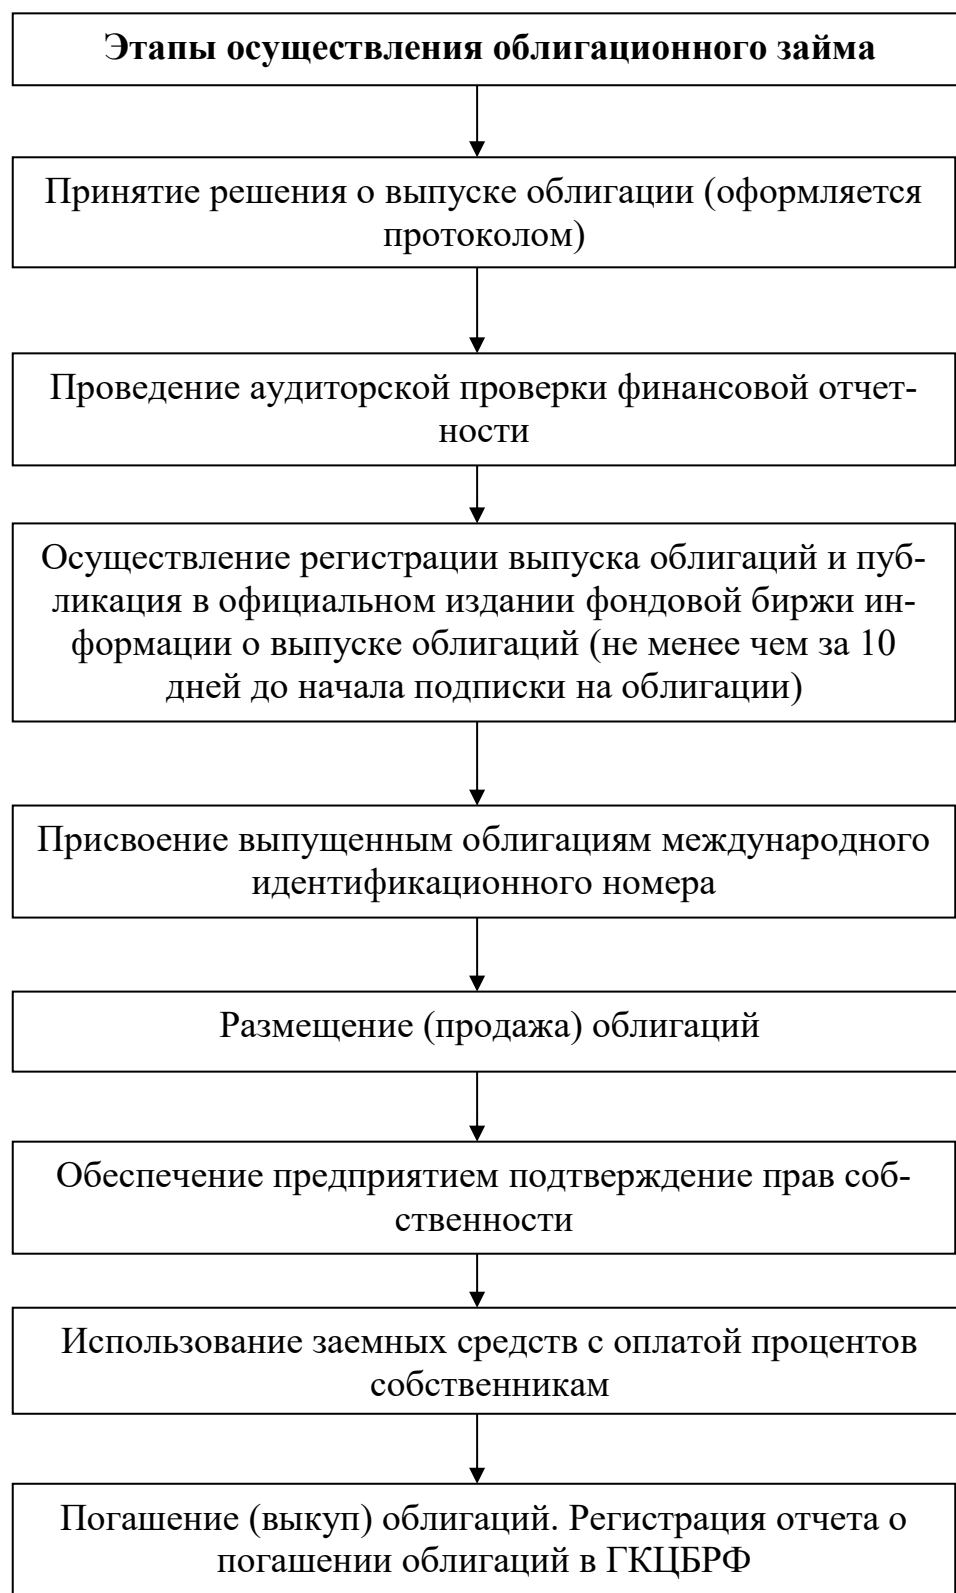 Этапы осуществления облигационного займа
Принятие решения о выпуске облигации (оформляется
протоколом)
Проведение аудиторской проверки финансовой отчет-
ности
Осуществление регистрации выпуска облигаций и пуб-
ликация в официальном издании фондовой биржи ин-
формации о выпуске облигаций (не менее чем за 10
дней до начала подписки на облигации)
Присвоение выпущенным облигациям международного
идентификационного номера
Размещение (продажа) облигаций
Обеспечение предприятием подтверждение прав соб-
ственности
Использование заемных средств с оплатой процентов
собственникам
Погашение (выкуп) облигаций. Регистрация отчета о
погашении облигаций в ГКЦБРФ